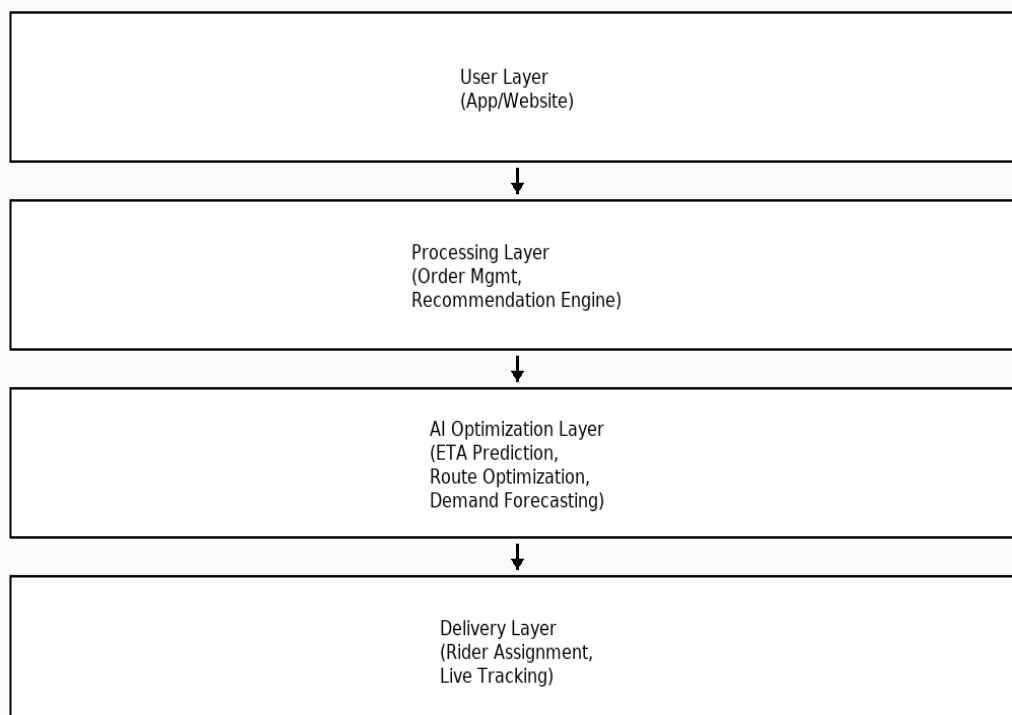 User Layer
(App/Website)
Processing Layer
(Order Mgmt,
Recommendation Engine)
AI Optimization Layer
(ETA Prediction,
Route Optimization,
Demand Forecasting)
Delivery Layer
(Rider Assignment,
Live Tracking)